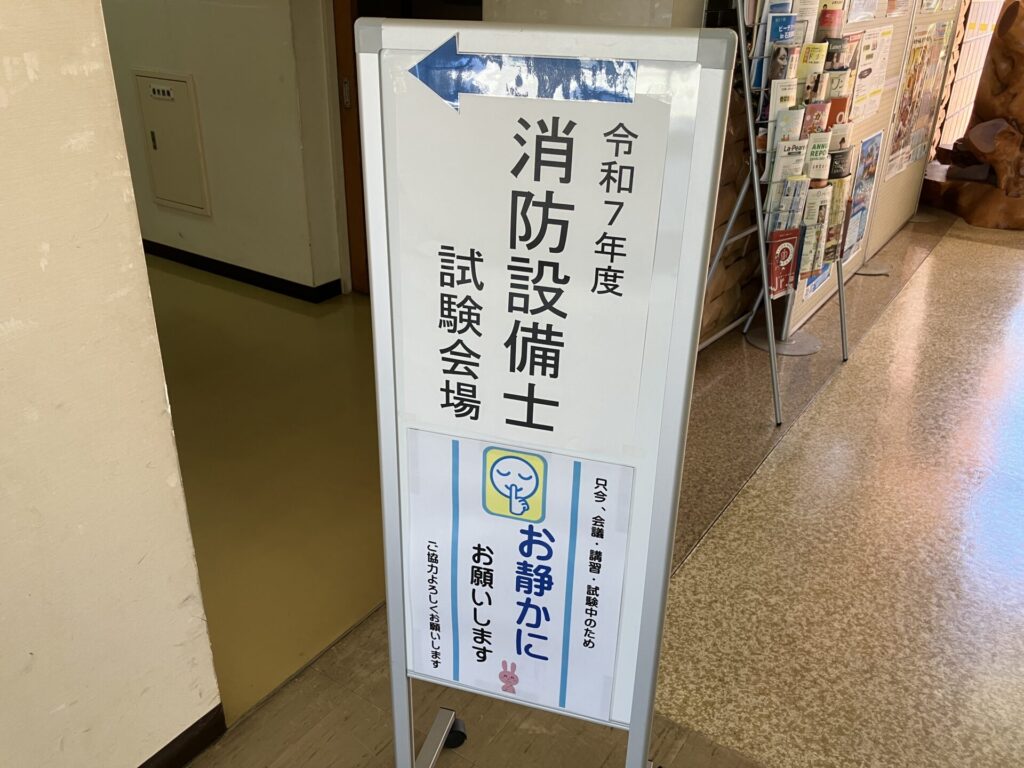 令和7年度
消防設備士
試験会場
只今、会議・講習・試験中のため
お静かに
お願いします
ご協力よろしくお願いします